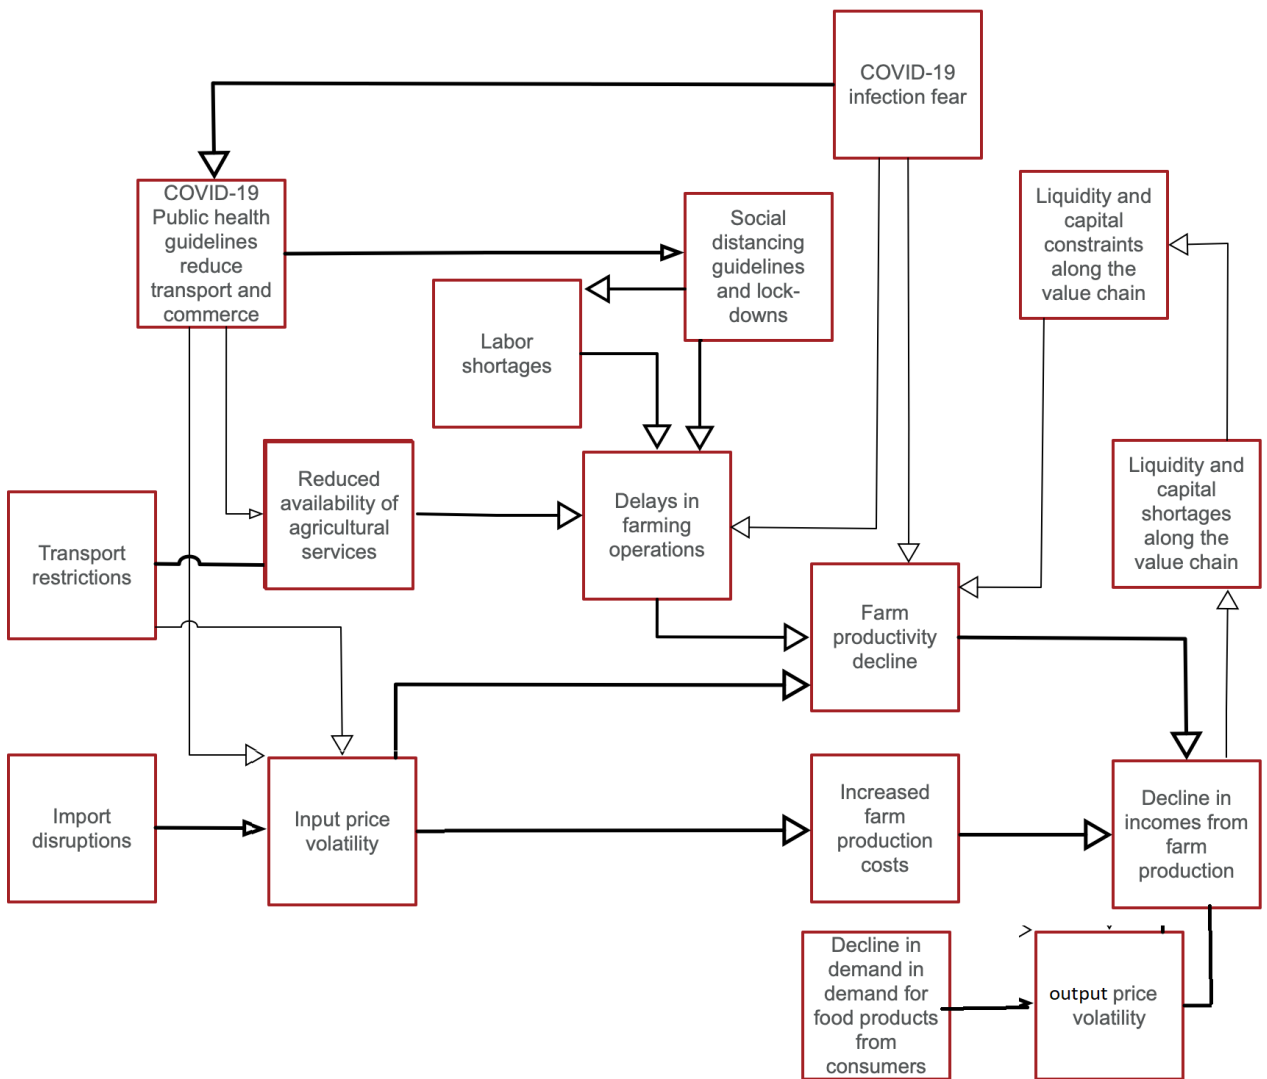 COVID-19
infection fear
COVID-19
Public health
guidelines
reduce
transport and
commerce
Social
distancing
guidelines
and lock-
downs
Liquidity and
capital
constraints
along the
value chain
Labor
shortages
Reduced
availability of
agricultural
services
Delays in
farming
operations
Liquidity and
capital
shortages
along the
value chain
Transport
restrictions
Farm
productivity
decline
Import
disruptions
Input price
volatility
Increased
farm
production
costs
Decline in
incomes from
farm
production
Decline in
demand in
demand for
food products
from
consumers
output price
volatility